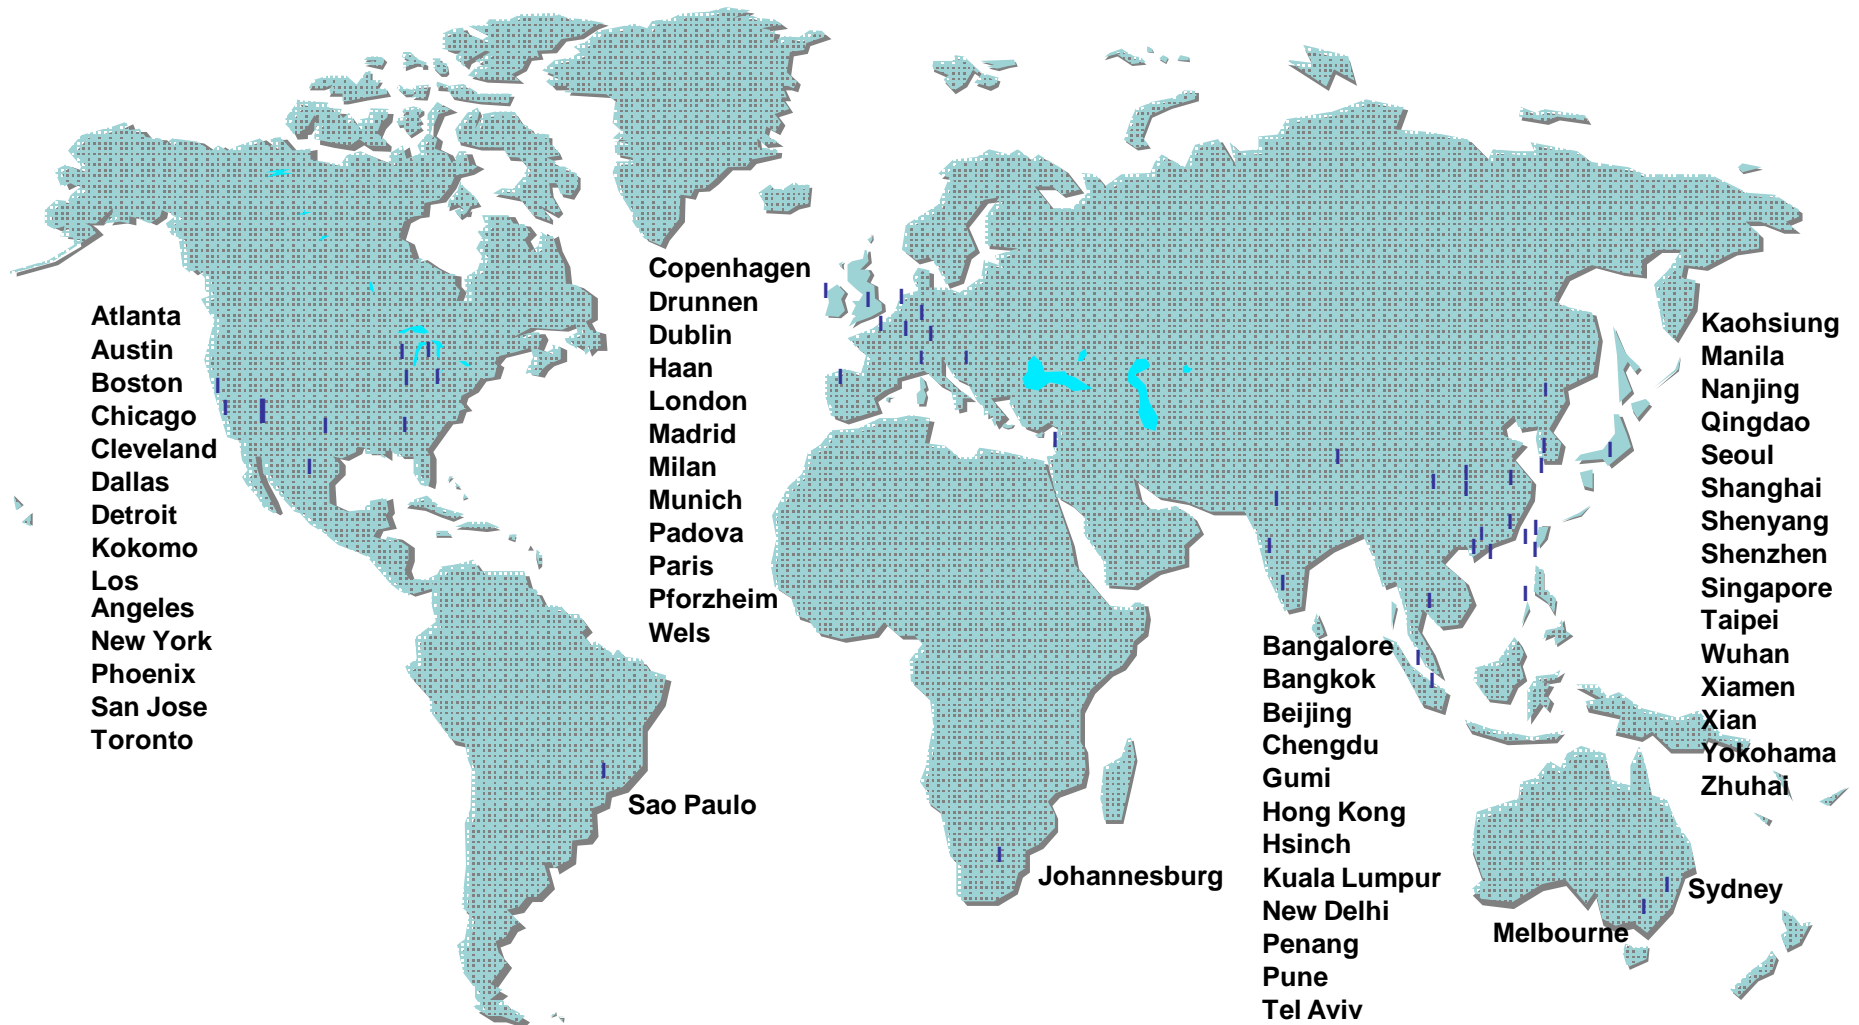 Atlanta
Austin
Boston
Chicago
Cleveland
Dallas
Detroit
Kokomo
Los
Angeles
New York
Phoenix
San Jose
Toronto
Copenhagen
Drunnen
Dublin
Haan
London
Madrid
Milan
Munich
Padova
Paris
Pforzheim
Wels
Sao Paulo
Johannesburg
Bangalore
Bangkok
Beijing
Chengdu
Gumi
Hong Kong
Hsinch
Kuala Lumpur
New Delhi
Penang
Pune
Tel Aviv
Kaohsiung
Manila
Nanjing
Qingdao
Seoul
Shanghai
Shenyang
Shenzhen
Singapore
Taipei
Wuhan
Xiamen
Xian
Yokohama
Zhuhai
Sydney
Melbourne